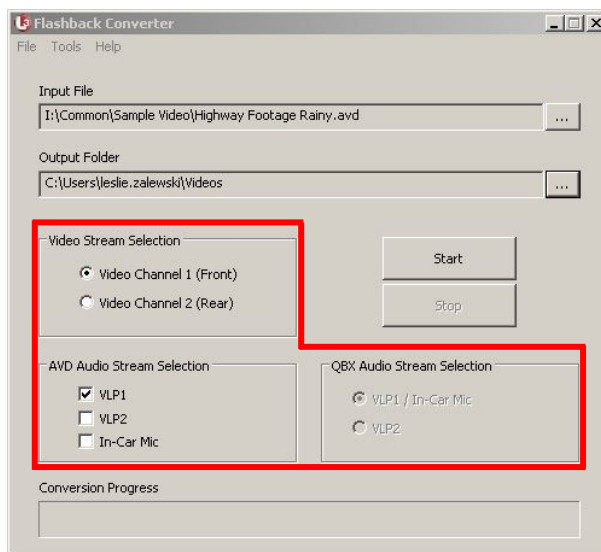 Flashback Converter
File Tools Help
Input File
I:\Common\Sample Video\Highway Footage Rainy.avd
...
Output Folder
C:\Users\leslie.zalewski\Videos
...
Video Stream Selection
Video Channel 1 (Front)
Video Channel 2 (Rear)
Start
Stop
AVD Audio Stream Selection
VLP1
VLP2
In-Car Mic
QBX Audio Stream Selection
VLP1 / In-Car Mic
VLP2
Conversion Progress